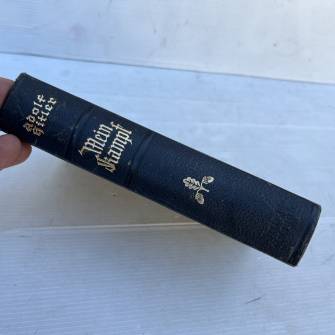 Adolf
Hitler
Mein
Kampf